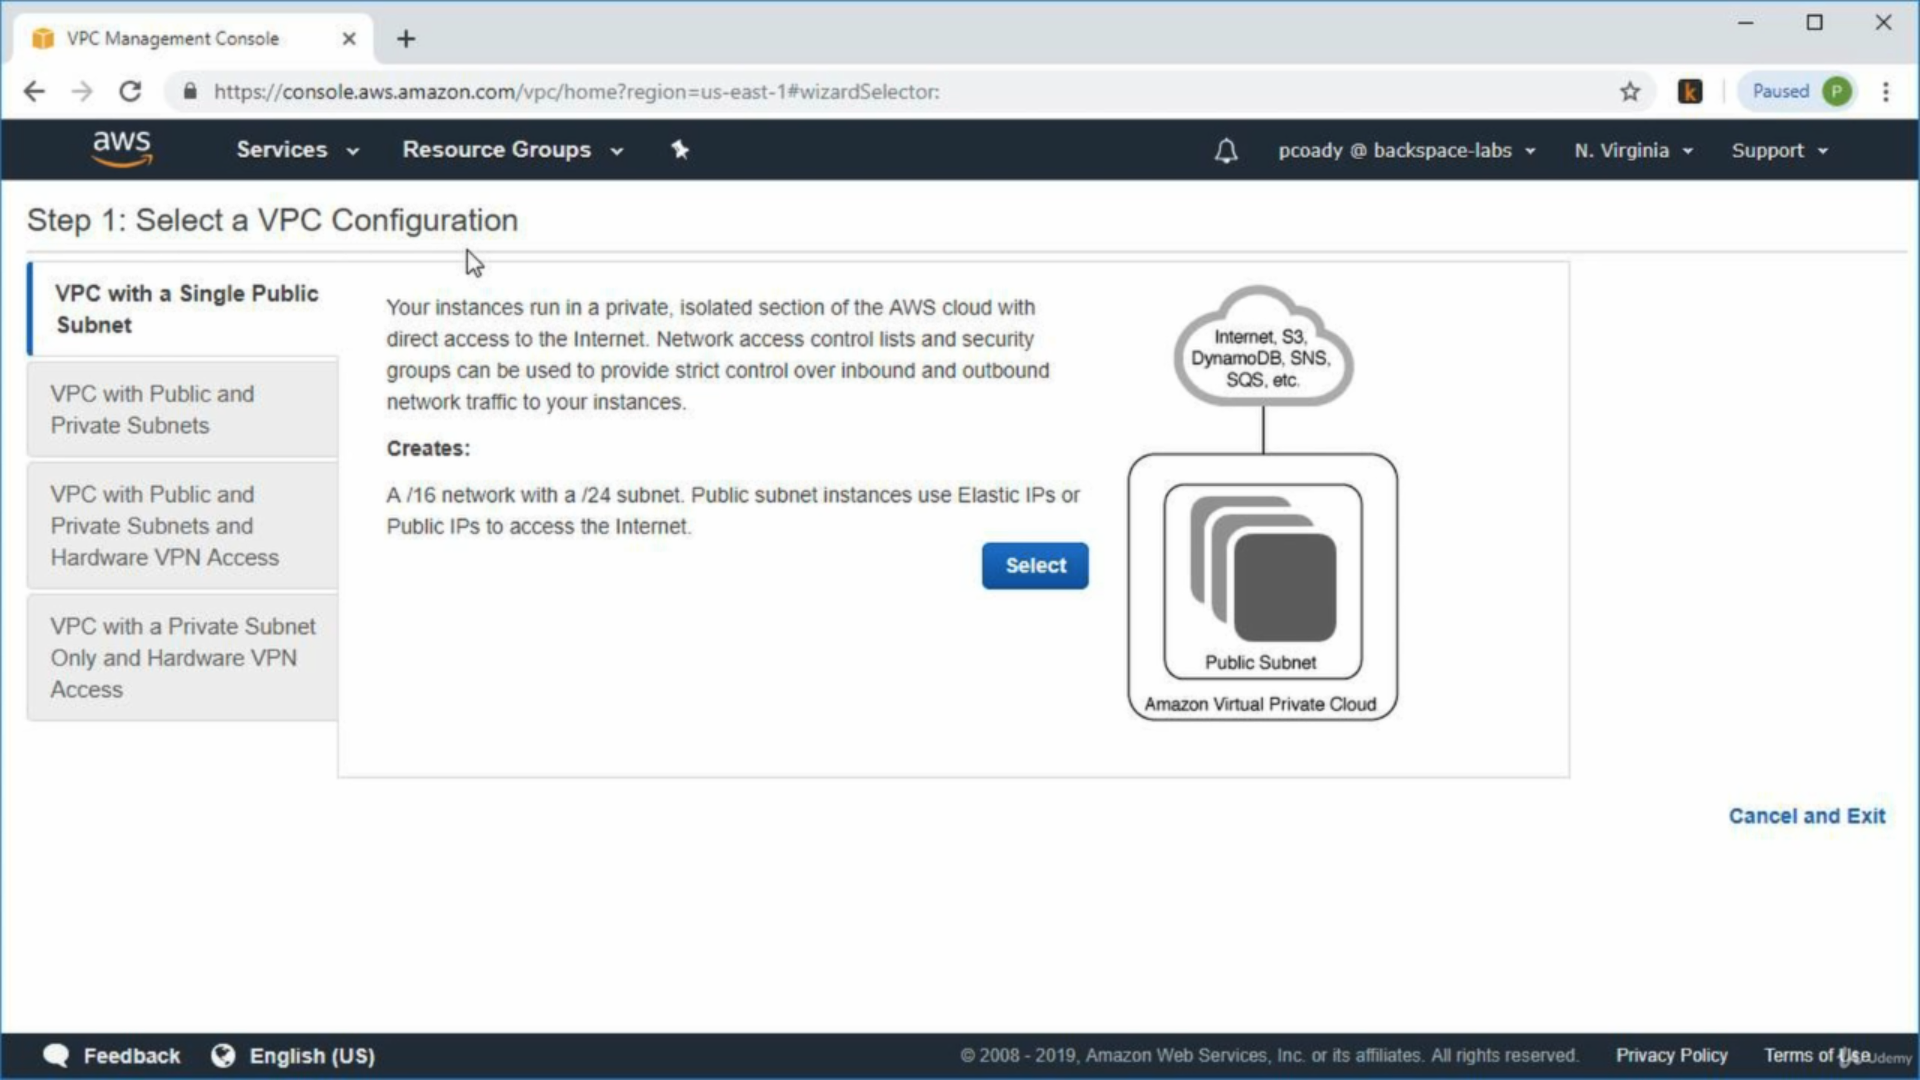 VPC Management Console
https://console.aws.amazon.com/vpc/home?region=us-east-1#wizardSelector:
k
Paused
P
aws
Services
Resource Groups
pcoady @ backspace-labs
N. Virginia
Support
Step 1: Select a VPC Configuration
VPC with a Single Public
Subnet
VPC with Public and
Private Subnets
VPC with Public and
Private Subnets and
Hardware VPN Access
VPC with a Private Subnet
Only and Hardware VPN
Access
Your instances run in a private, isolated section of the AWS cloud with
direct access to the Internet. Network access control lists and security
groups can be used to provide strict control over inbound and outbound
network traffic to your instances.
Creates:
A /16 network with a /24 subnet. Public subnet instances use Elastic IPs or
Public IPs to access the Internet.
Select
Internet, S3,
DynamoDB, SNS,
SQS, etc.
Public Subnet
Amazon Virtual Private Cloud
Cancel and Exit
Feedback
English (US)
© 2008 - 2019, Amazon Web Services, Inc. or its affiliates. All rights reserved.
Privacy Policy
Terms of Use
Udemy